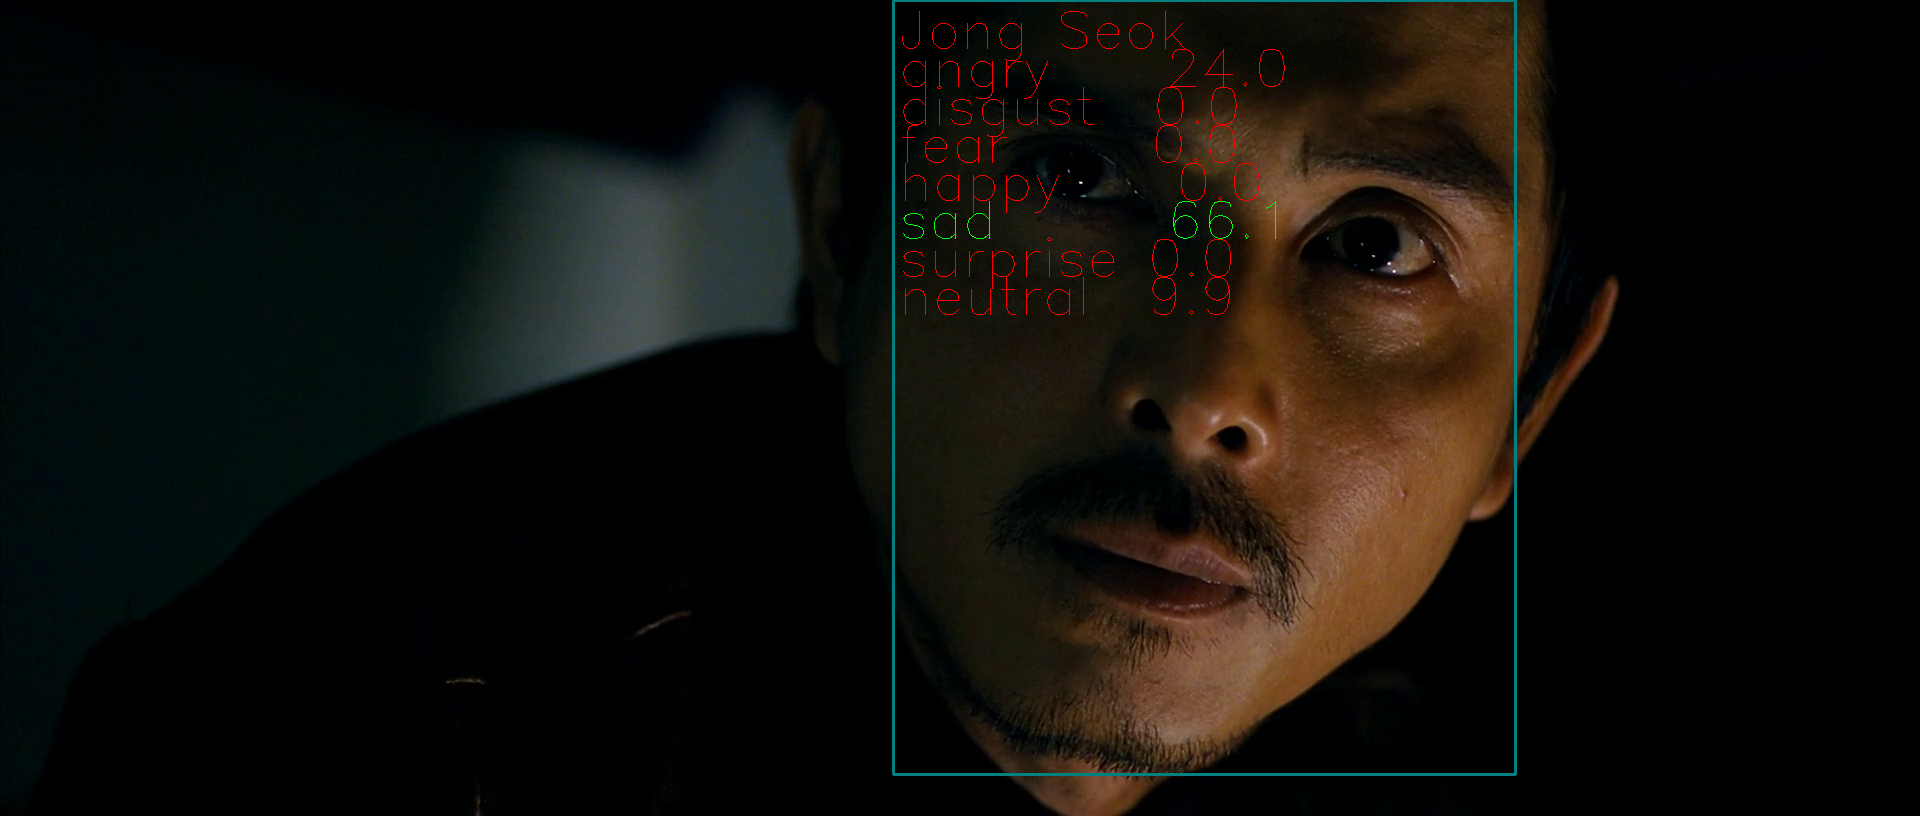 Jong Seok
angry 24.0
disgust 0.0
fear 0.0
happy 0.0
sad 66.1
surprise 0.0
neutral 9.9